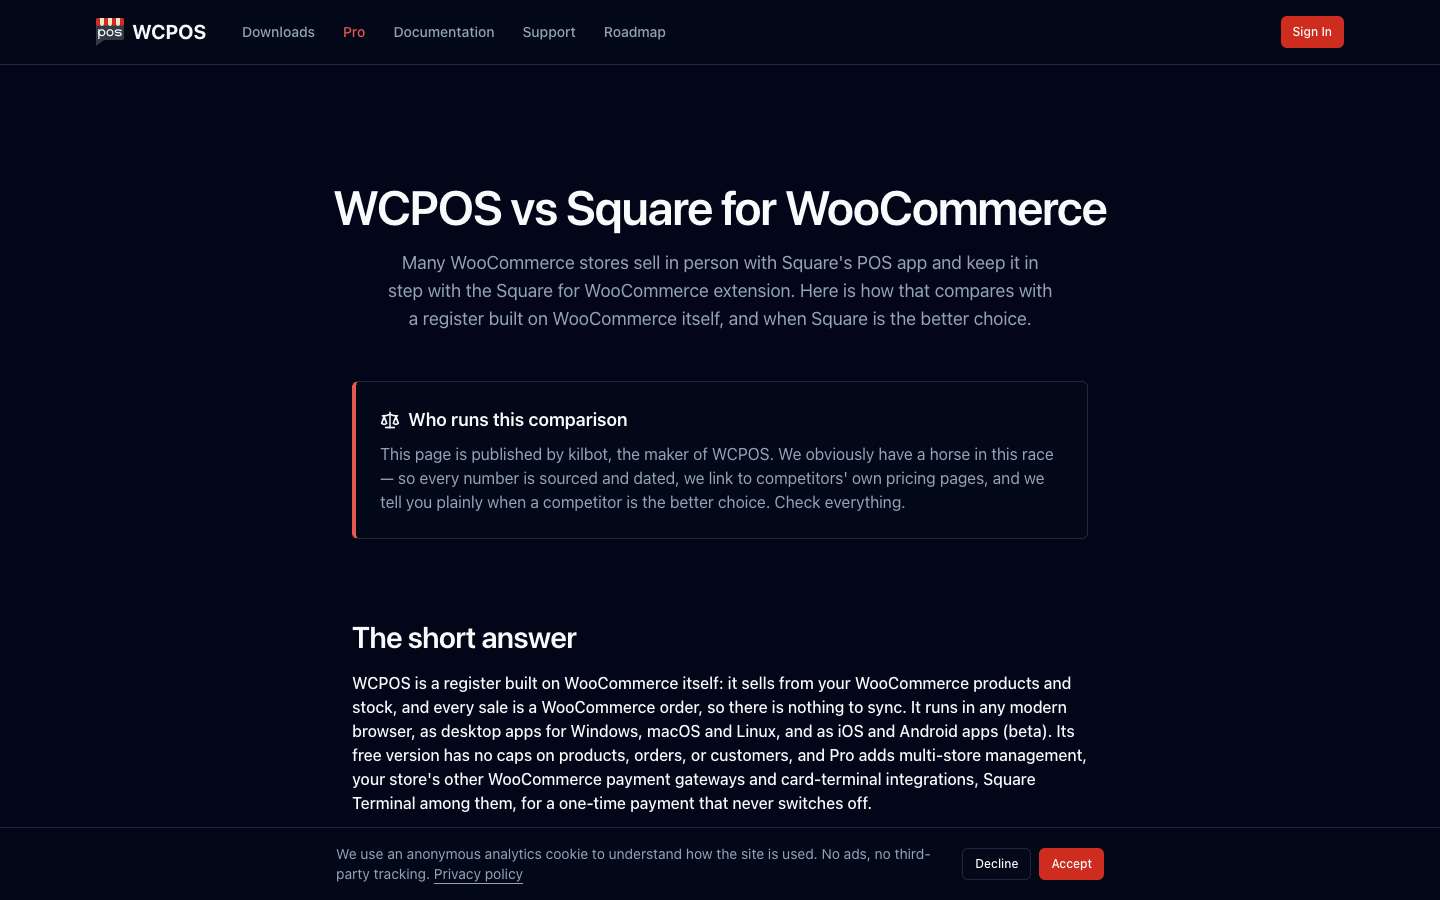 pos WCPOS Downloads Pro Documentation Support Roadmap Sign In
WCPOS vs Square for WooCommerce
Many WooCommerce stores sell in person with Square's POS app and keep it in
step with the Square for WooCommerce extension. Here is how that compares with
a register built on WooCommerce itself, and when Square is the better choice.
Who runs this comparison
This page is published by kilbot, the maker of WCPOS. We obviously have a horse in this race
— so every number is sourced and dated, we link to competitors' own pricing pages, and we
tell you plainly when a competitor is the better choice. Check everything.
The short answer
WCPOS is a register built on WooCommerce itself: it sells from your WooCommerce products and
stock, and every sale is a WooCommerce order, so there is nothing to sync. It runs in any modern
browser, as desktop apps for Windows, macOS and Linux, and as iOS and Android apps (beta). Its
free version has no caps on products, orders, or customers, and Pro adds multi-store management,
your store's other WooCommerce payment gateways and card-terminal integrations, Square
Terminal among them, for a one-time payment that never switches off.
We use an anonymous analytics cookie to understand how the site is used. No ads, no third-
party tracking. Privacy policy
Decline Accept